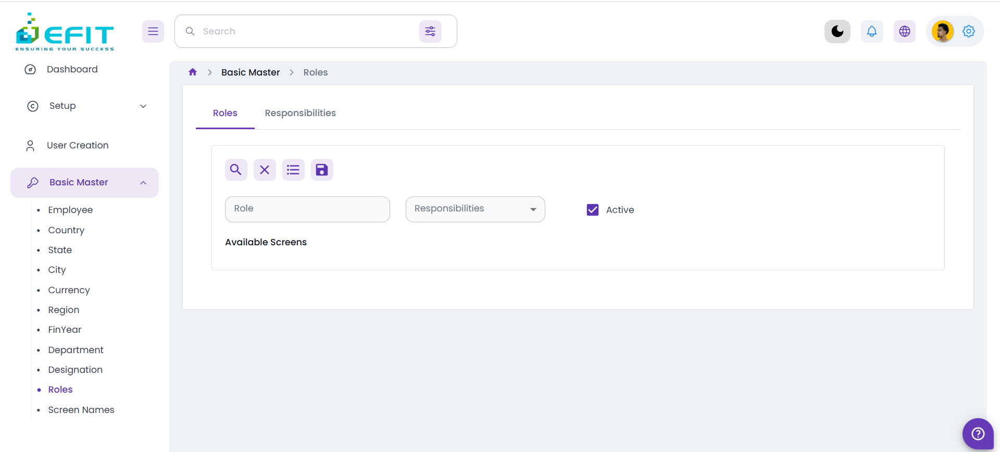 EFIT
ENSURING YOUR SUCCESS
Search
Dashboard
Setup
User Creation
Basic Master
Employee
Country
State
City
Currency
Region
FinYear
Department
Designation
Roles
Screen Names
Basic Master
Roles
Roles
Responsibilities
Role
Responsibilities
Active
Available Screens